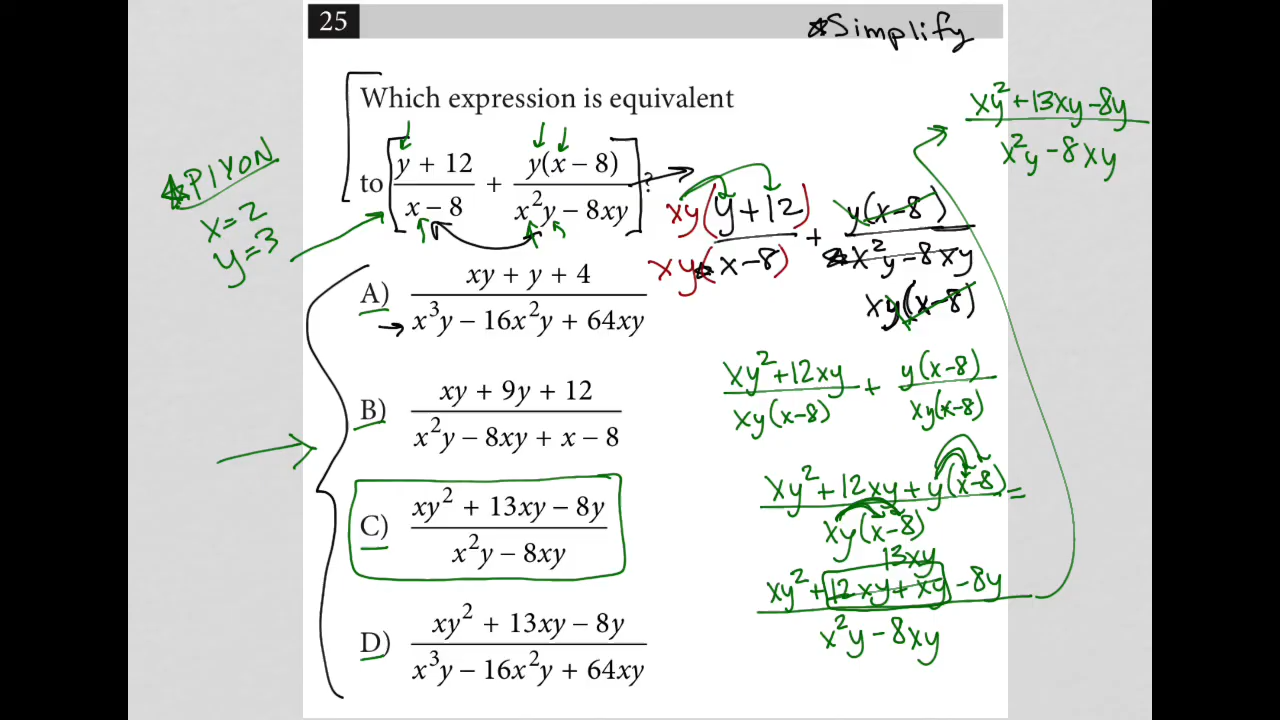 25
*Simplify
Which expression is equivalent
to [ (y + 12)/(x − 8) + y(x − 8)/(x²y − 8xy) ] ?
*PIYON
x=2
y=3
A) (xy + y + 4)/(x³y − 16x²y + 64xy)
B) (xy + 9y + 12)/(x²y − 8xy + x − 8)
C) (xy² + 13xy − 8y)/(x²y − 8xy)
D) (xy² + 13xy − 8y)/(x³y − 16x²y + 64xy)
xy(y+12) + y(x-8)
xy(x-8) x²y-8xy
xy(x-8)
xy²+12xy + y(x-8)
xy(x-8) xy(x-8)
xy²+12xy+y(x-8) =
xy(x-8)
13xy
xy²+12xy+xy-8y
x²y-8xy
xy²+13xy-8y
x²y-8xy